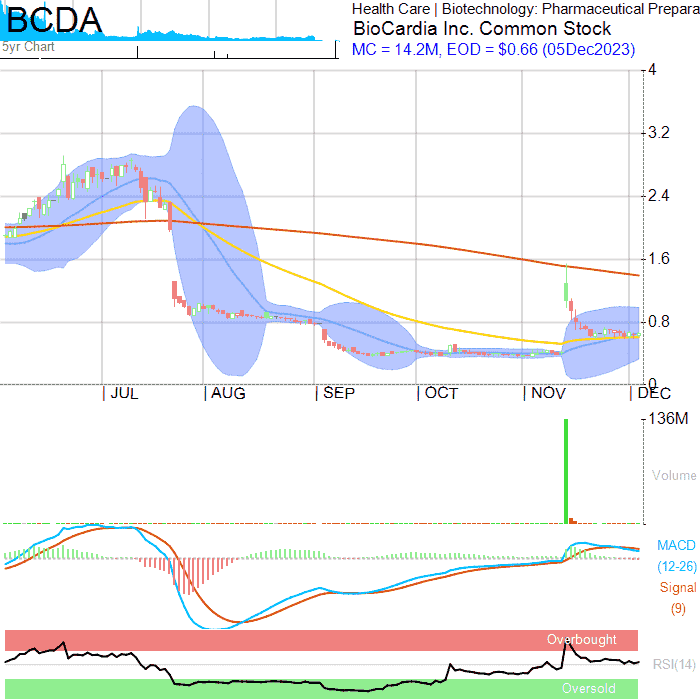 BCDA
5yr Chart
Health Care | Biotechnology: Pharmaceutical Prepara
BioCardia Inc. Common Stock
MC = 14.2M, EOD = $0.66 (05Dec2023)
4
3.2
2.4
1.6
0.8
0
JUL AUG SEP OCT NOV DEC
136M
Volume
MACD
(12-26)
Signal
(9)
Overbought
RSI(14)
Oversold